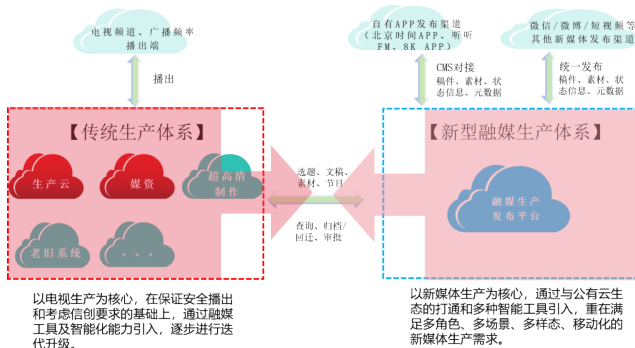 电视频道、广播频率
播出端
自有APP发布渠道
（北京时间APP、听听
FM、8K APP）
微信/微博/短视频等
其他新媒体发布渠道
播出
CMS对接
稿件、素材、状
态信息、元数据
统一发布
稿件、素材、状
态信息、元数据
【传统生产体系】
生产云
媒资
超高清
制作
老旧系统
. . .
选题、文稿、
素材、节目
查询、归档/
回迁、审批
【新型融媒生产体系】
融媒生产
发布平台
以电视生产为核心，在保证安全播出
和考虑信创要求的基础上，通过融媒
工具及智能化能力引入，逐步进行迭
代升级。
以新媒体生产为核心，通过与公有云生
态的打通和多种智能工具引入，重在满
足多角色、多场景、多样态、移动化的
新媒体生产需求。